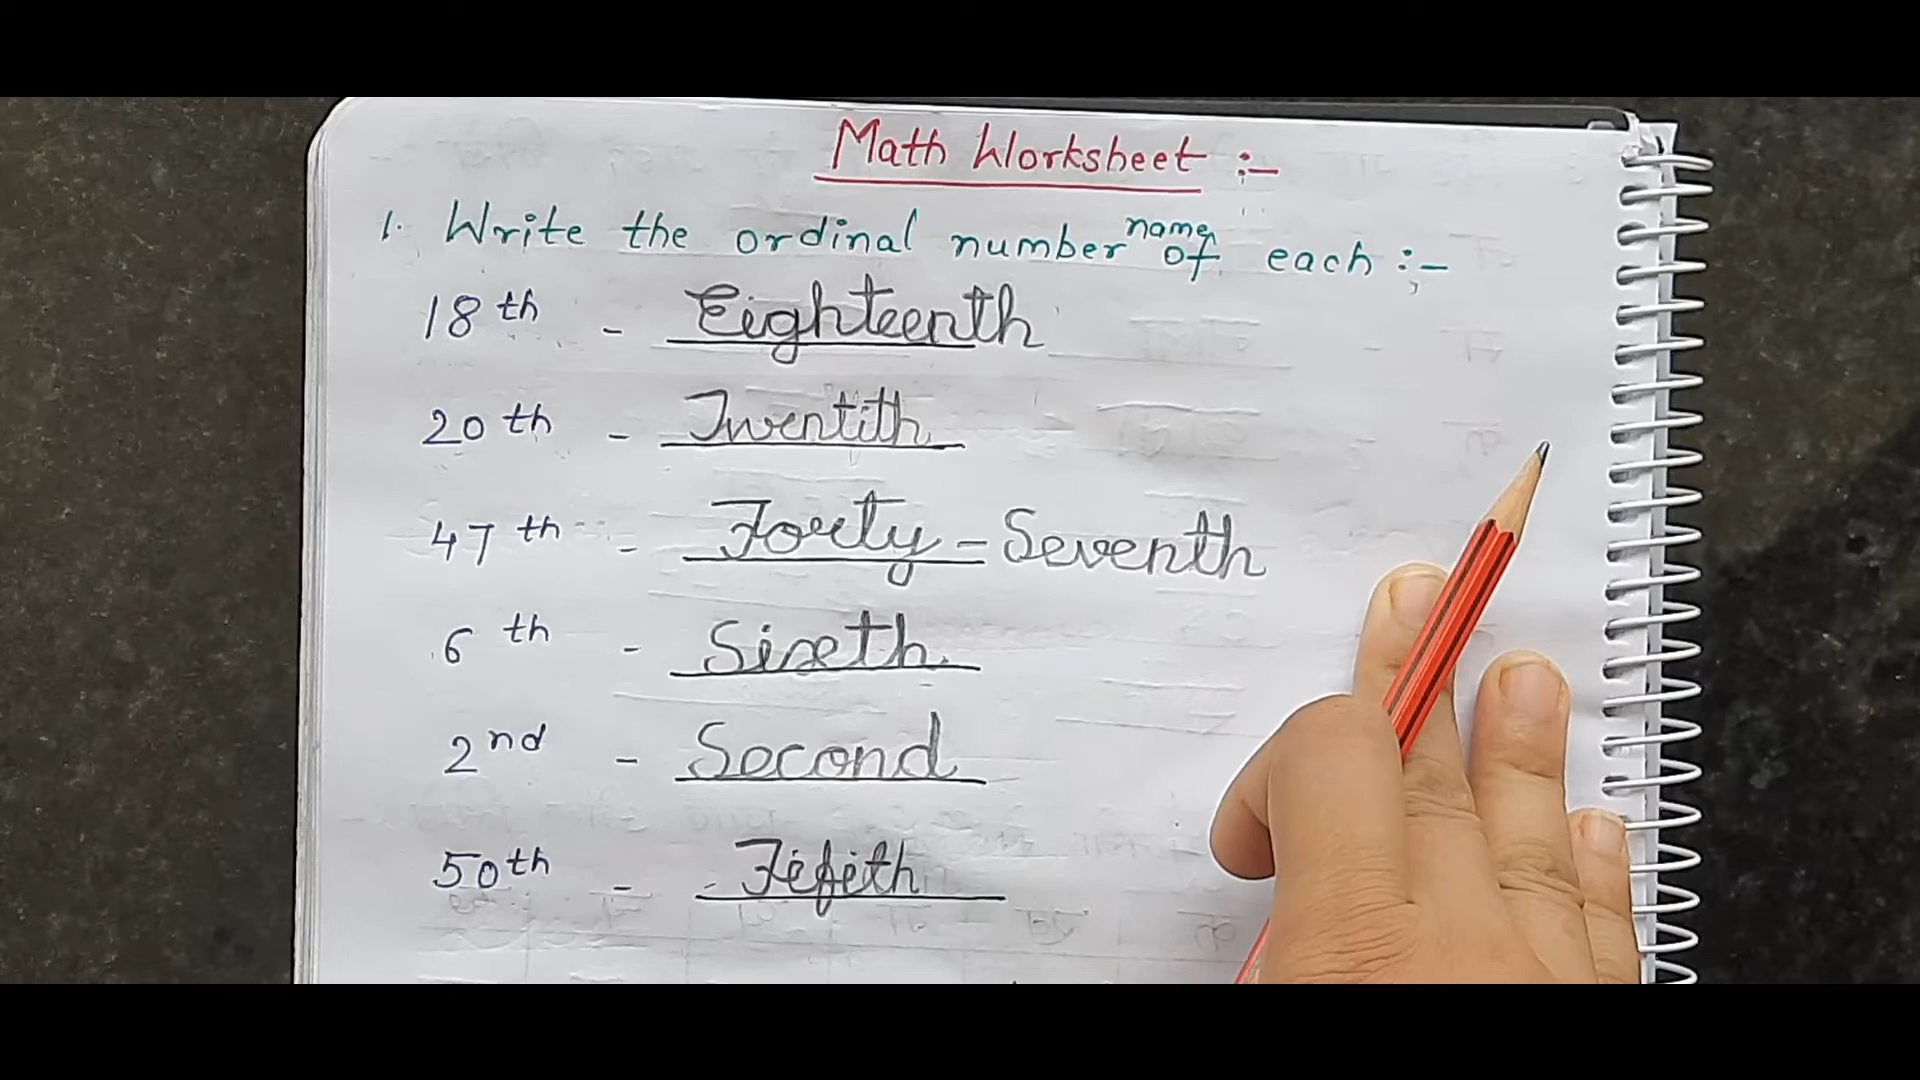 Math Worksheet :-
1. Write the ordinal number name of each :-
18th - Eighteenth
20th - Twentith
47th - Forty - Seventh
6th - Sixth
2nd - Second
50th - Fifith